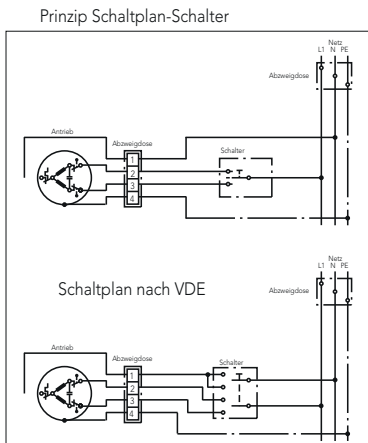 Prinzip Schaltplan-Schalter
Netz
L1 N PE
Abzweigdose
Antrieb
Abzweigdose
Schalter
1
2
3
4
Netz
L1 N PE
Schaltplan nach VDE
Abzweigdose
Antrieb
Abzweigdose
Schalter
1
2
3
4